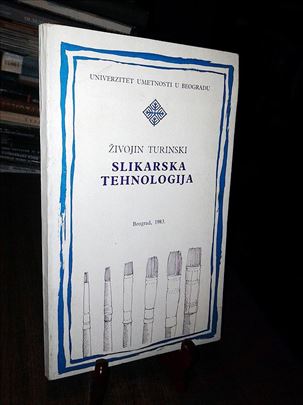 UNIVERZITET UMETNOSTI U BEOGRADU
ŽIVOJIN TURINSKI
SLIKARSKA
TEHNOLOGIJA
Beograd, 1983.